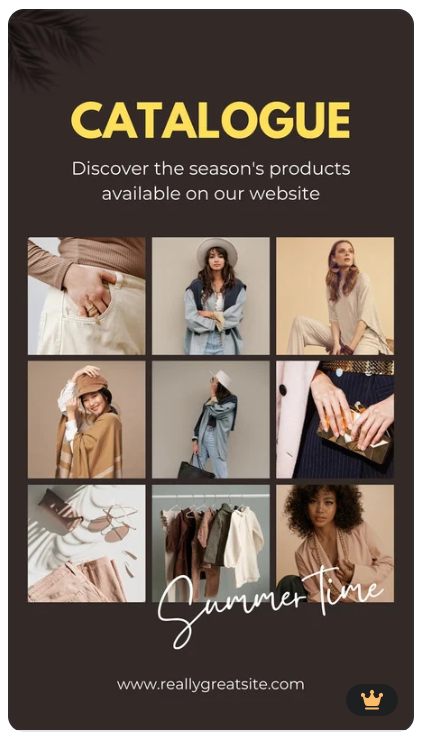 CATALOGUE
Discover the season's products
available on our website
Summer Time
www.reallygreatsite.com